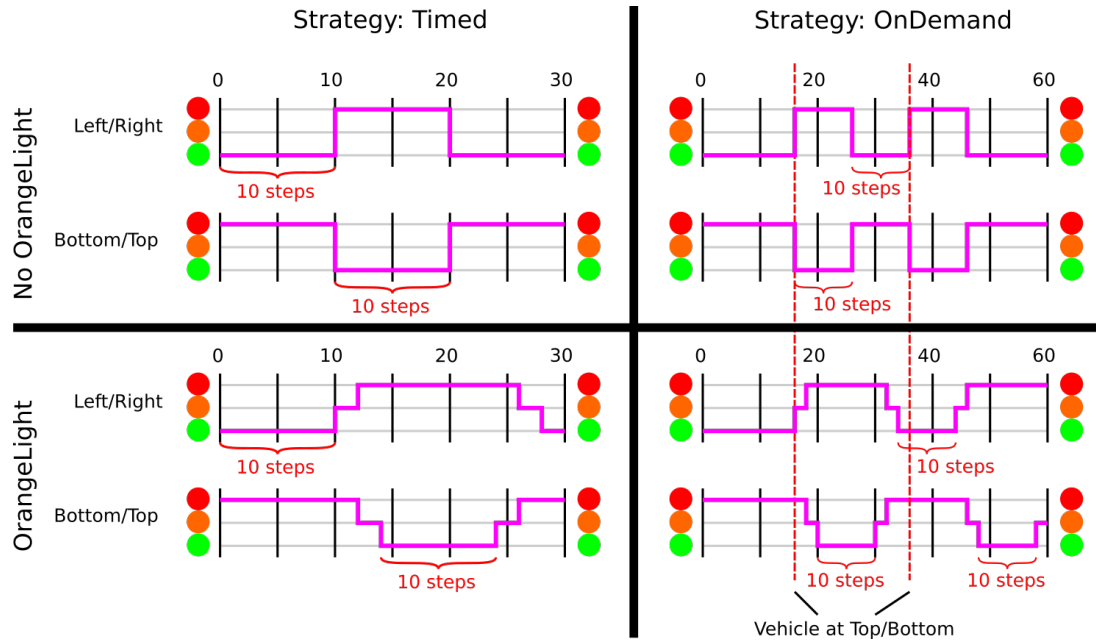 Strategy: Timed
Strategy: OnDemand
No OrangeLight
0 10 20 30
Left/Right
10 steps
Bottom/Top
10 steps
0 20 40 60
10 steps
10 steps
OrangeLight
0 10 20 30
Left/Right
10 steps
Bottom/Top
10 steps
0 20 40 60
10 steps
10 steps 10 steps
Vehicle at Top/Bottom